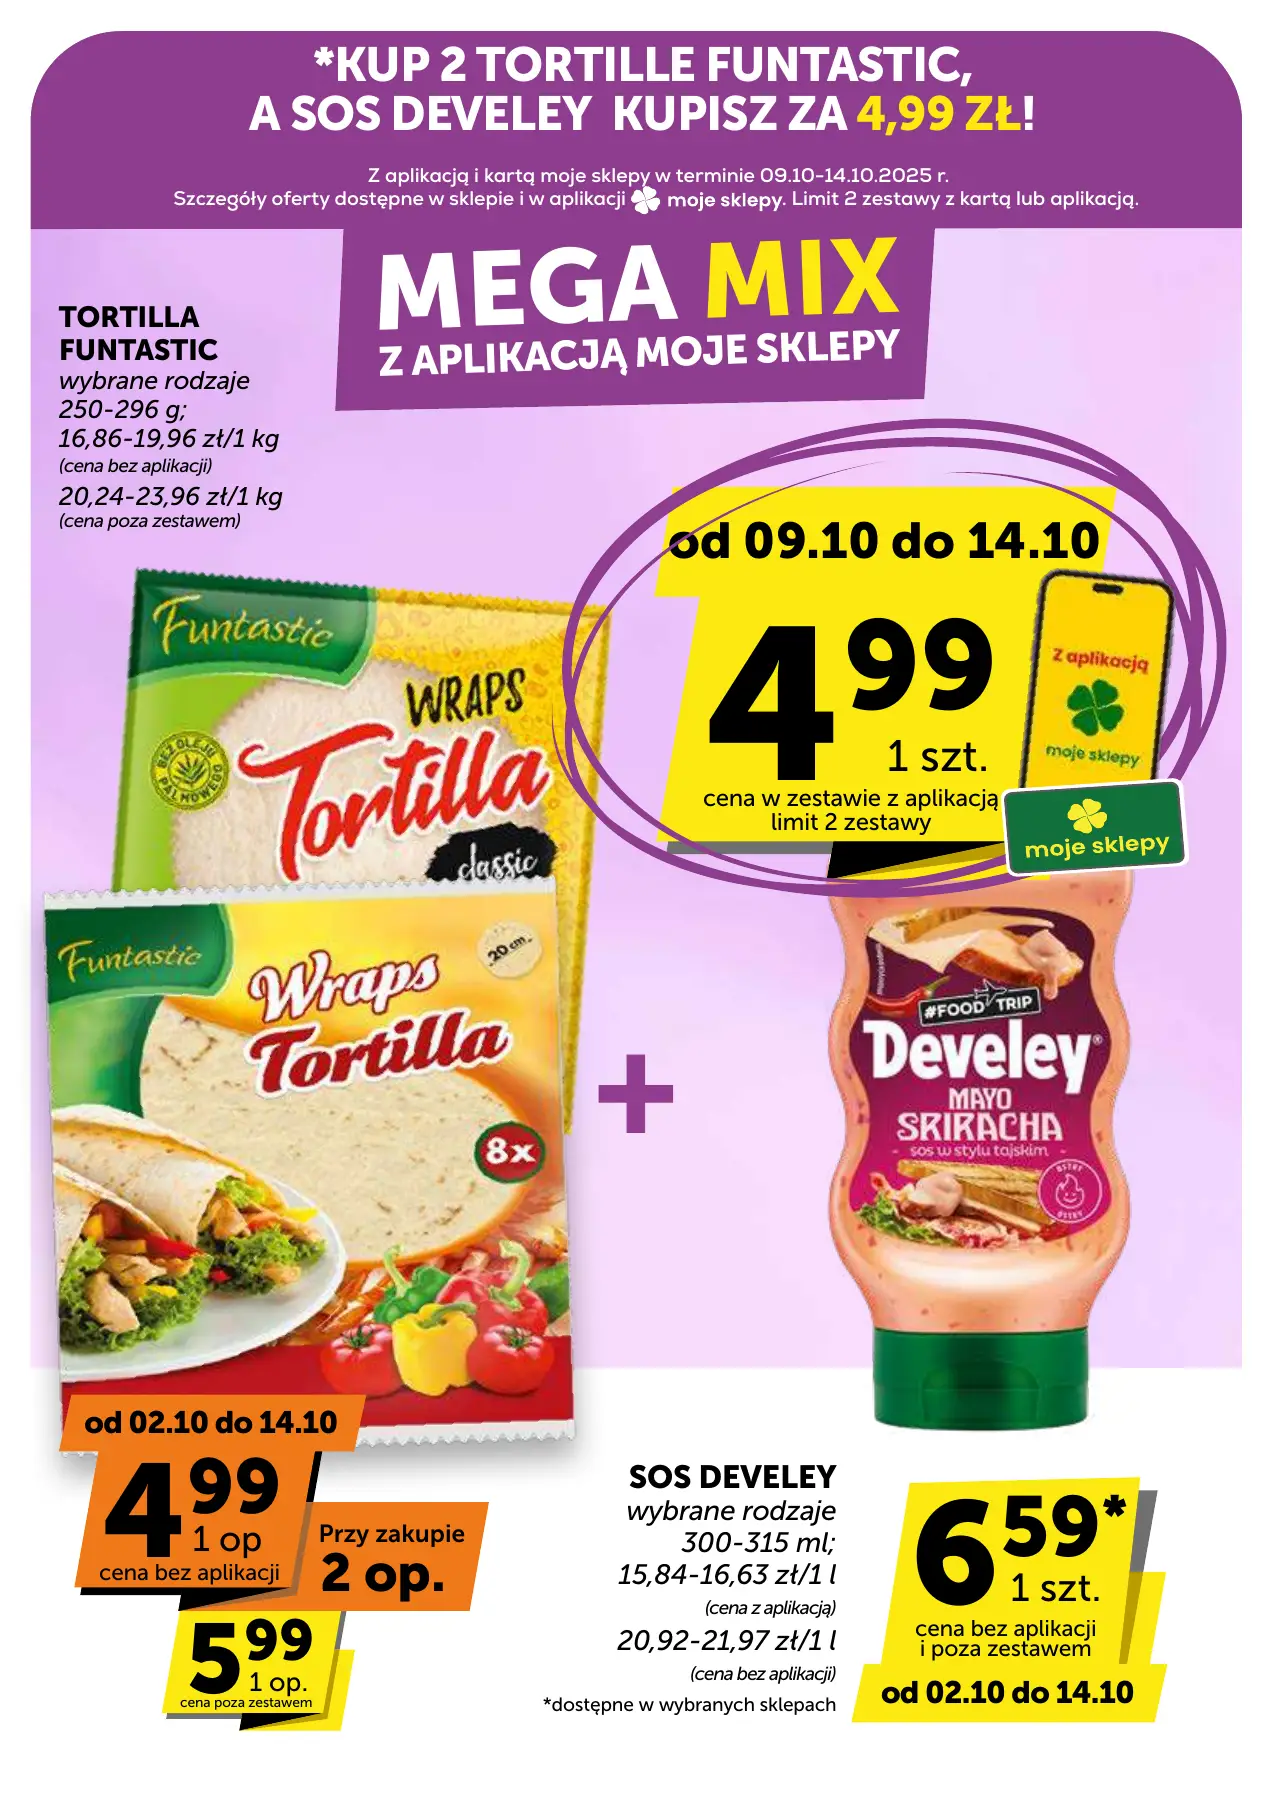 *KUP 2 TORTILLE FUNTASTIC,
A SOS DEVELEY KUPISZ ZA 4,99 ZŁ!
Z aplikacją i kartą moje sklepy w terminie 09.10-14.10.2025 r.
Szczegóły oferty dostępne w sklepie i w aplikacji moje sklepy. Limit 2 zestawy z kartą lub aplikacją.
MEGA MIX
Z APLIKACJĄ MOJE SKLEPY
TORTILLA
FUNTASTIC
wybrane rodzaje
250-296 g;
16,86-19,96 zł/1 kg
(cena bez aplikacji)
20,24-23,96 zł/1 kg
(cena poza zestawem)
od 09.10 do 14.10
4 99
1 szt.
cena w zestawie z aplikacją
limit 2 zestawy
Z aplikacją
moje sklepy
moje sklepy
Funtastic
WRAPS
Tortilla
classic
BEZ OLEJU
PALMOWEGO
Funtastic
20 cm
Wraps
Tortilla
8x
+
#FOOD TRIP
Develey®
MAYO
SRIRACHA
- sos w stylu tajskim -
OSTRY
OSTRY
od 02.10 do 14.10
4 99
1 op
cena bez aplikacji
Przy zakupie
2 op.
5 99
1 op.
cena poza zestawem
SOS DEVELEY
wybrane rodzaje
300-315 ml;
15,84-16,63 zł/1 l
(cena z aplikacją)
20,92-21,97 zł/1 l
(cena bez aplikacji)
*dostępne w wybranych sklepach
6 59*
1 szt.
cena bez aplikacji
i poza zestawem
od 02.10 do 14.10